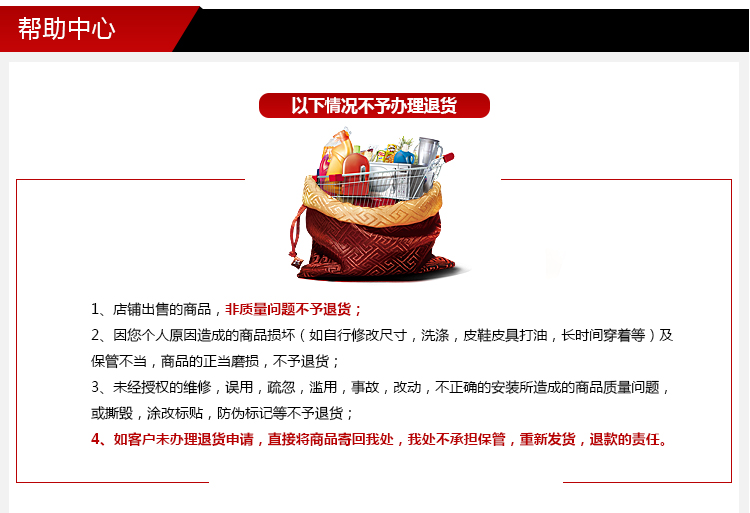 帮助中心
以下情况不予办理退货
1、店铺出售的商品，非质量问题不予退货；
2、因您个人原因造成的商品损坏（如自行修改尺寸，洗涤，皮鞋皮具打油，长时间穿着等）及
保管不当，商品的正当磨损，不予退货；
3、未经授权的维修，误用，疏忽，滥用，事故，改动，不正确的安装所造成的商品质量问题，
或撕毁，涂改标贴，防伪标记等不予退货；
4、如客户未办理退货申请，直接将商品寄回我处，我处不承担保管，重新发货，退款的责任。